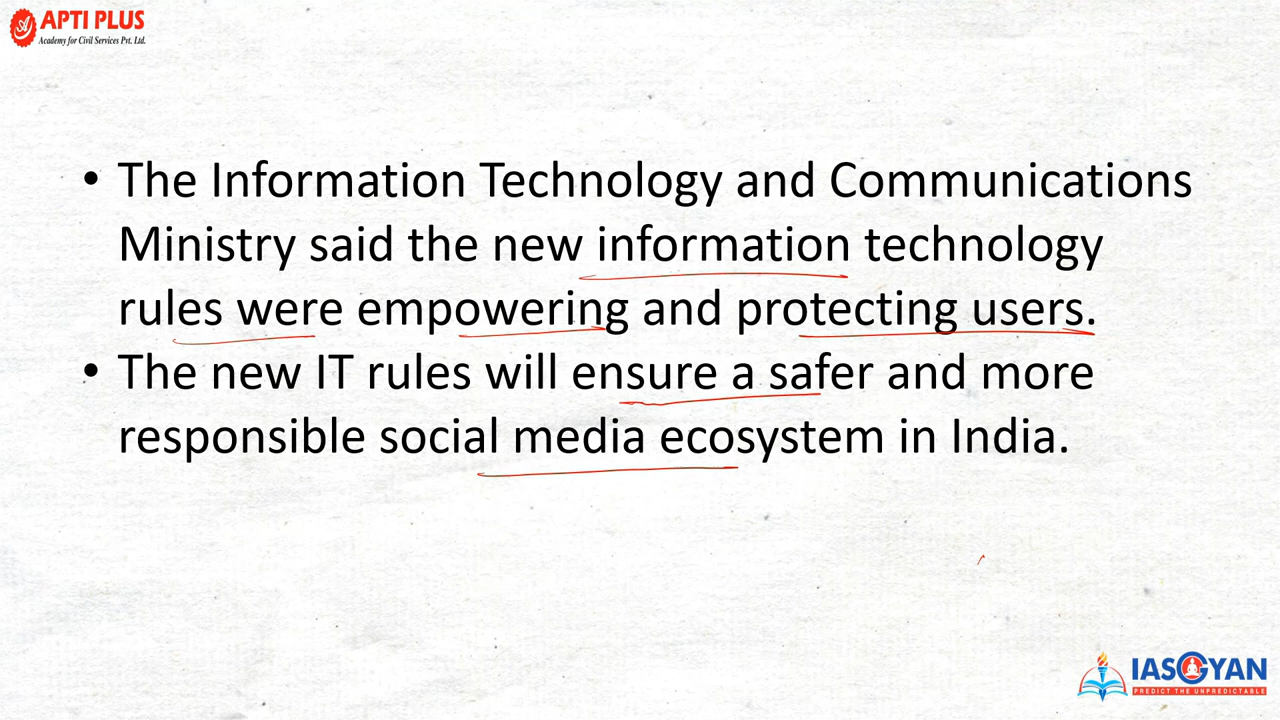 APTI PLUS
Academy for Civil Services Pvt. Ltd.
• The Information Technology and Communications
Ministry said the new information technology
rules were empowering and protecting users.
• The new IT rules will ensure a safer and more
responsible social media ecosystem in India.
IASGYAN
PREDICT THE UNPREDICTABLE